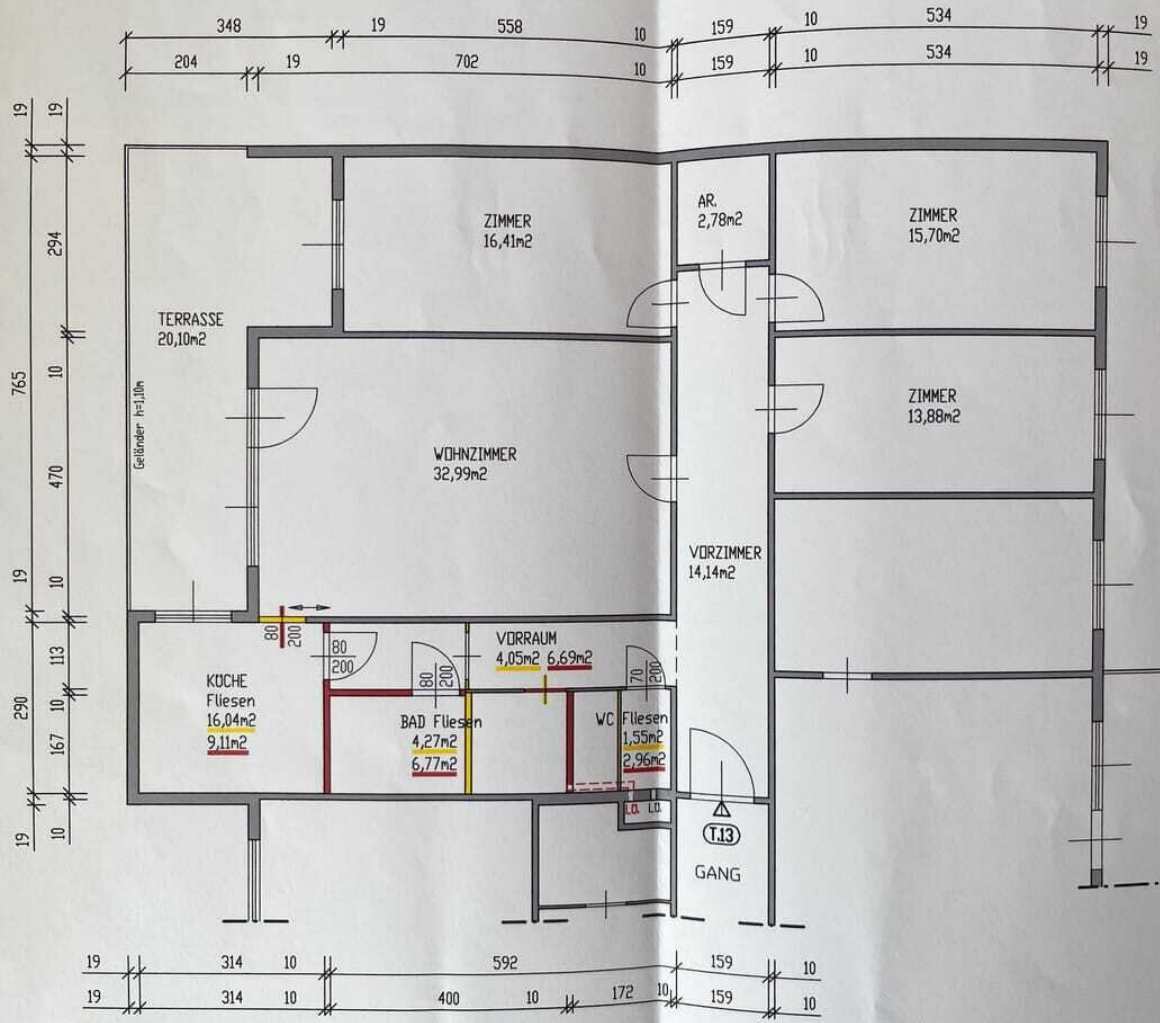 348 19 558 10 159 10 534 19
204 19 702 10 159 10 534 19
19 19
294
765
10
470
19 10
113
290
10
167
19 10
ZIMMER
16,41m2
AR.
2,78m2
ZIMMER
15,70m2
TERRASSE
20,10m2
Geländer h=1,10m
ZIMMER
13,88m2
WOHNZIMMER
32,99m2
VORZIMMER
14,14m2
80
200
80
200
VORRAUM
4,05m2 6,69m2
80
200
70
200
KÜCHE
Fliesen
16,04m2
9,11m2
BAD Fliesen
4,27m2
6,77m2
WC Fliesen
1,55m2
2,96m2
L.Ö. L.Ö.
T.13
GANG
19 314 10 592 159 10
19 314 10 400 10 172 10 159 10